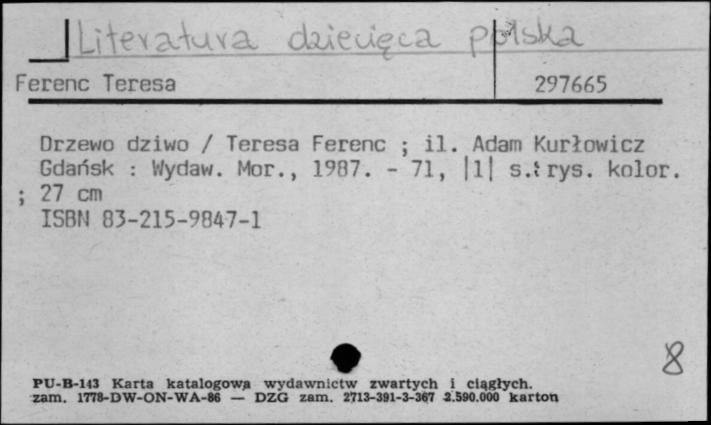 Literatura dziecięca polska
Ferenc Teresa 297665
Drzewo dziwo / Teresa Ferenc ; il. Adam Kurłowicz
Gdańsk : Wydaw. Mor., 1987. - 71, |1| s.: rys. kolor.
; 27 cm
ISBN 83-215-9847-1
8
PU-B-143 Karta katalogowa wydawnictw zwartych i ciągłych.
zam. 1778-DW-ON-WA-86 — DZG zam. 2713-391-3-367 2.590.000 karton